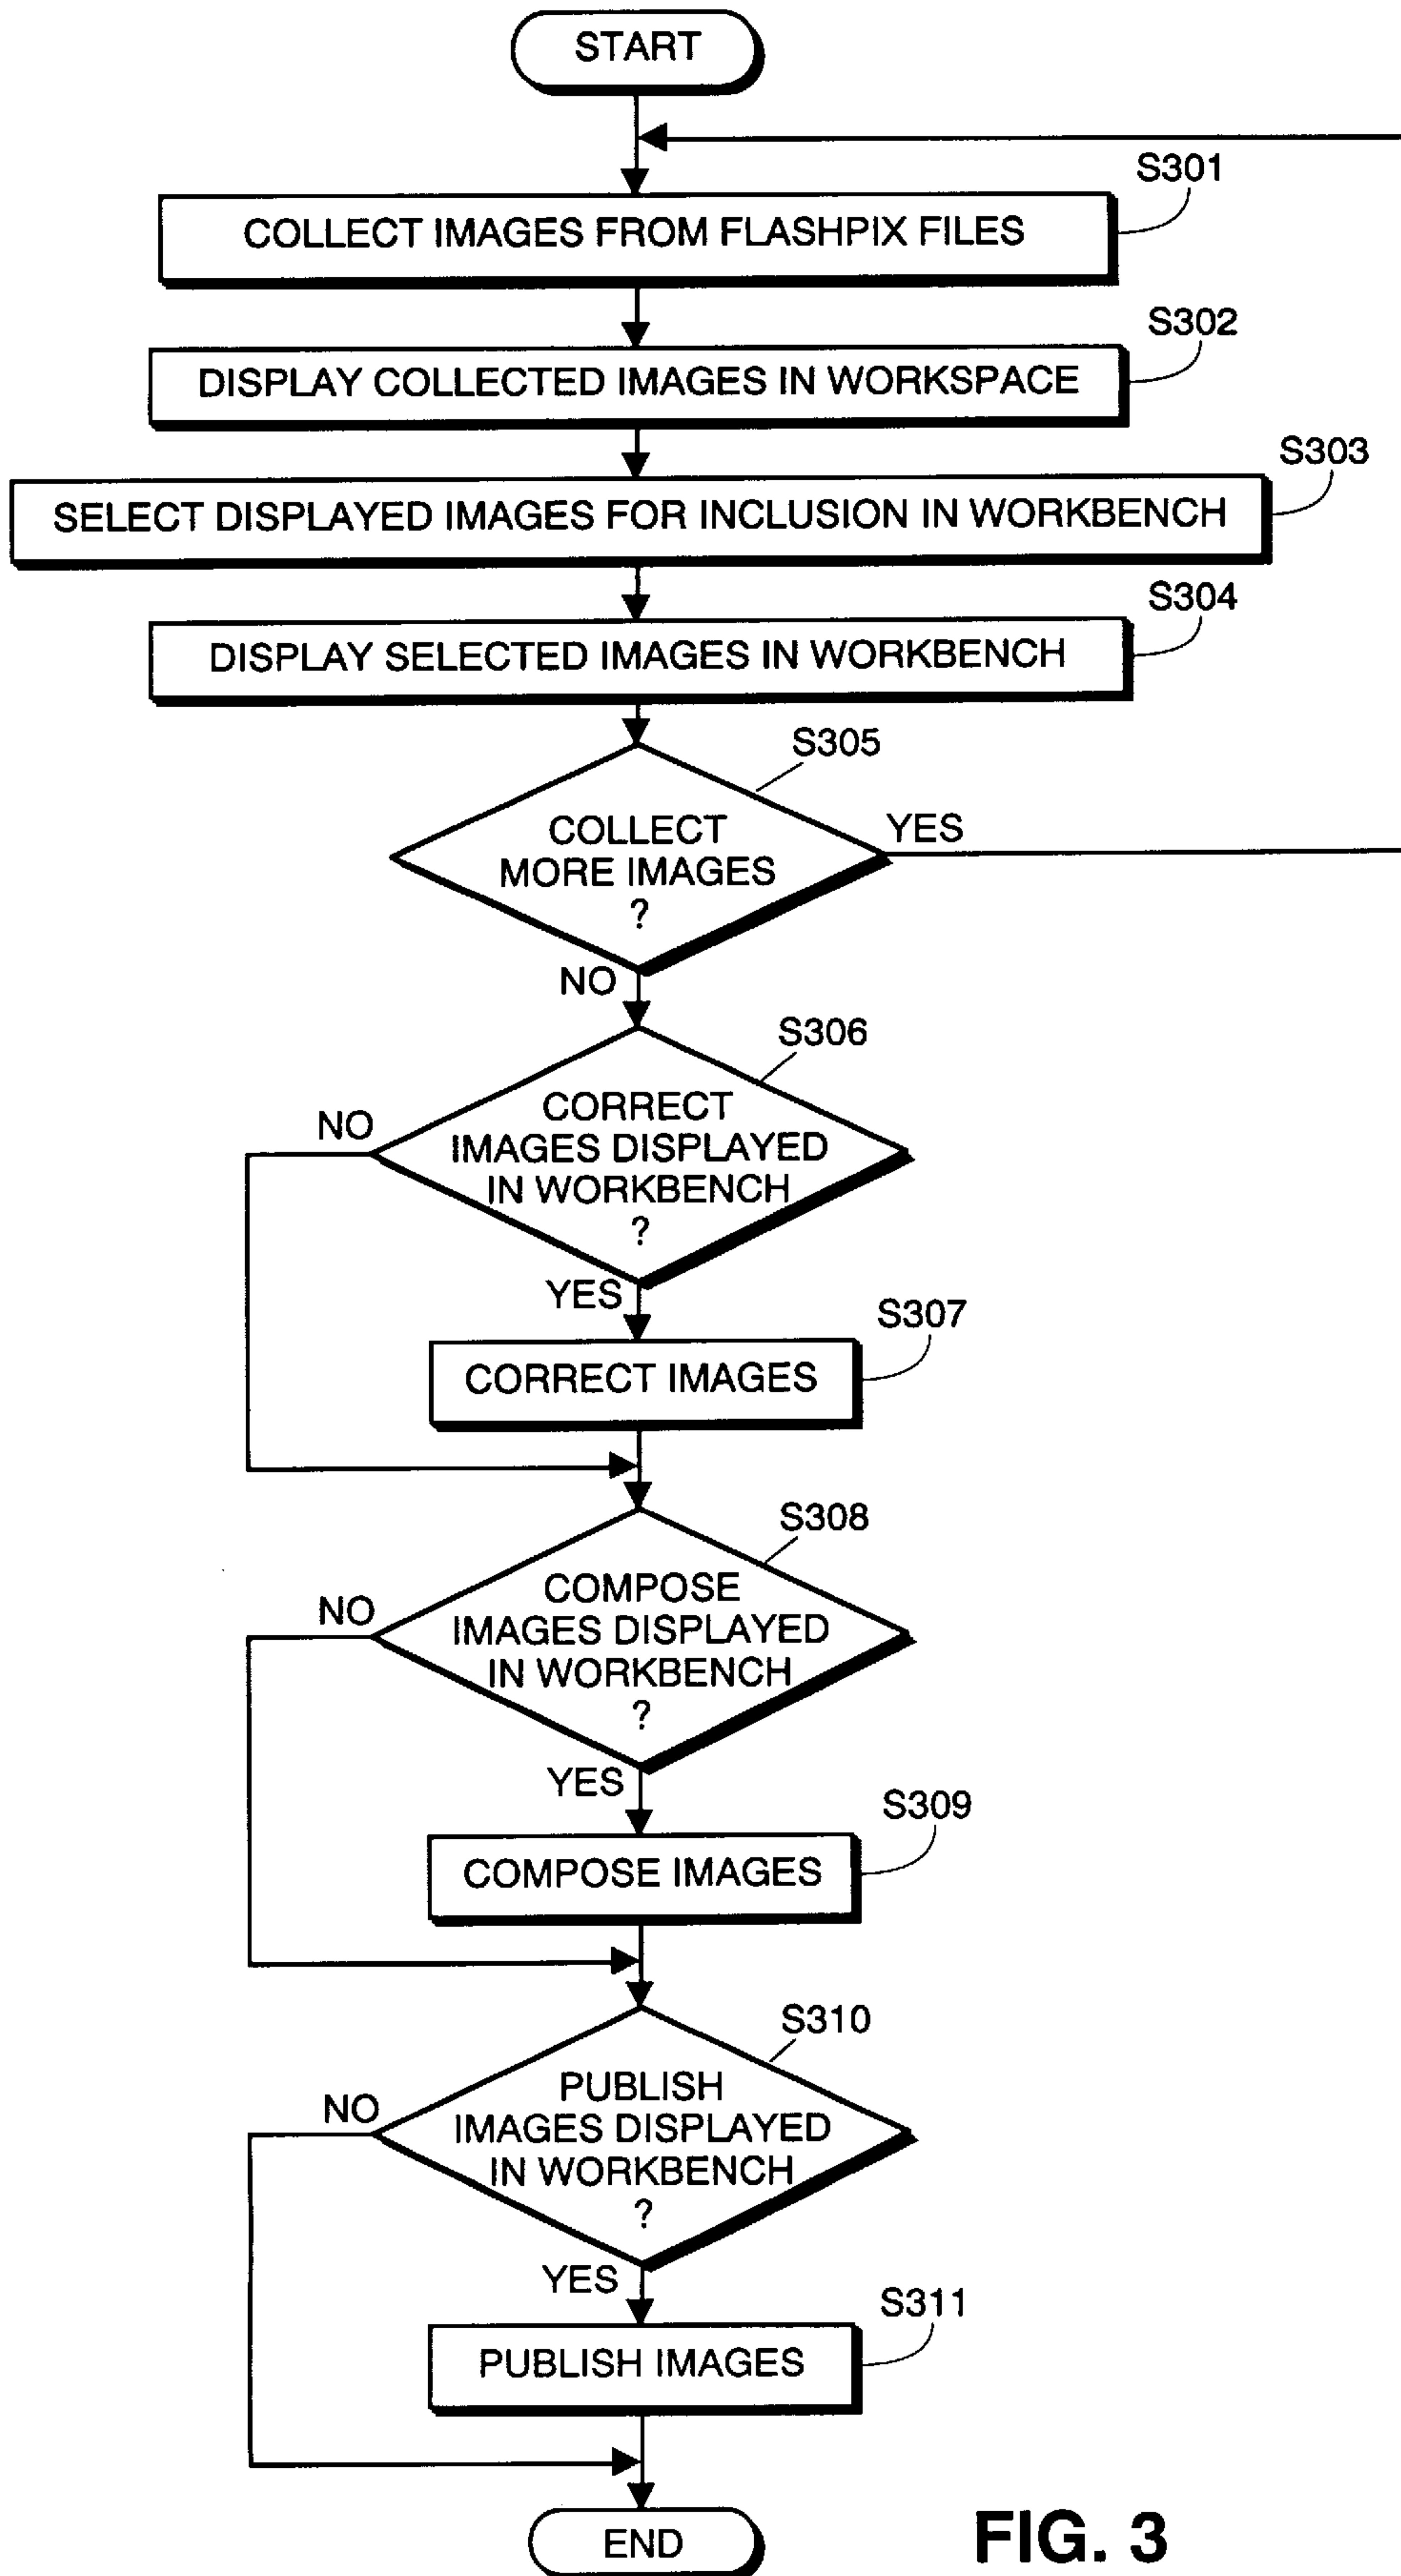 START
S301
COLLECT IMAGES FROM FLASHPIX FILES
S302
DISPLAY COLLECTED IMAGES IN WORKSPACE
S303
SELECT DISPLAYED IMAGES FOR INCLUSION IN WORKBENCH
S304
DISPLAY SELECTED IMAGES IN WORKBENCH
S305
COLLECT
MORE IMAGES
?
YES
NO
S306
CORRECT
IMAGES DISPLAYED
IN WORKBENCH
?
NO
YES
S307
CORRECT IMAGES
S308
COMPOSE
IMAGES DISPLAYED
IN WORKBENCH
?
NO
YES
S309
COMPOSE IMAGES
S310
PUBLISH
IMAGES DISPLAYED
IN WORKBENCH
?
NO
YES
S311
PUBLISH IMAGES
END
FIG. 3